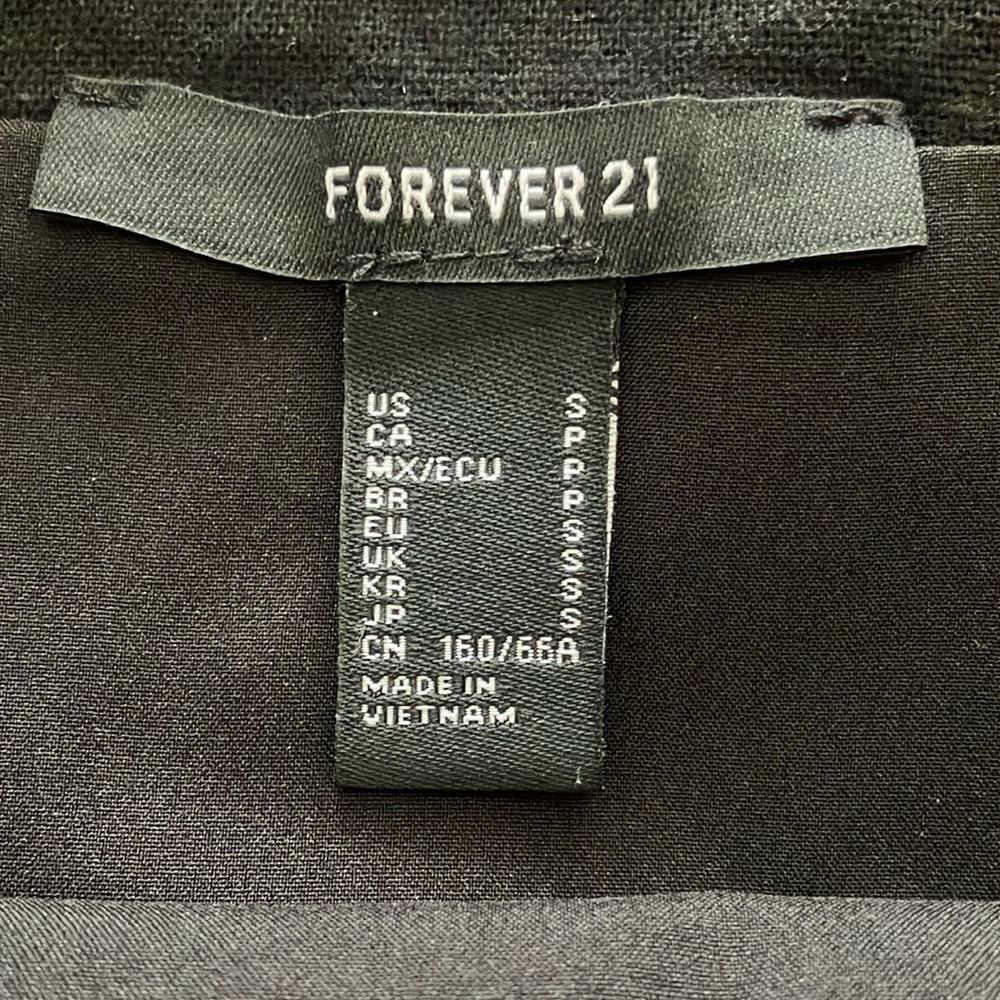 FOREVER 21
US S
CA P
MX/ECU P
BR P
EU S
UK S
KR S
JP S
CN 160/66A
MADE IN
VIETNAM